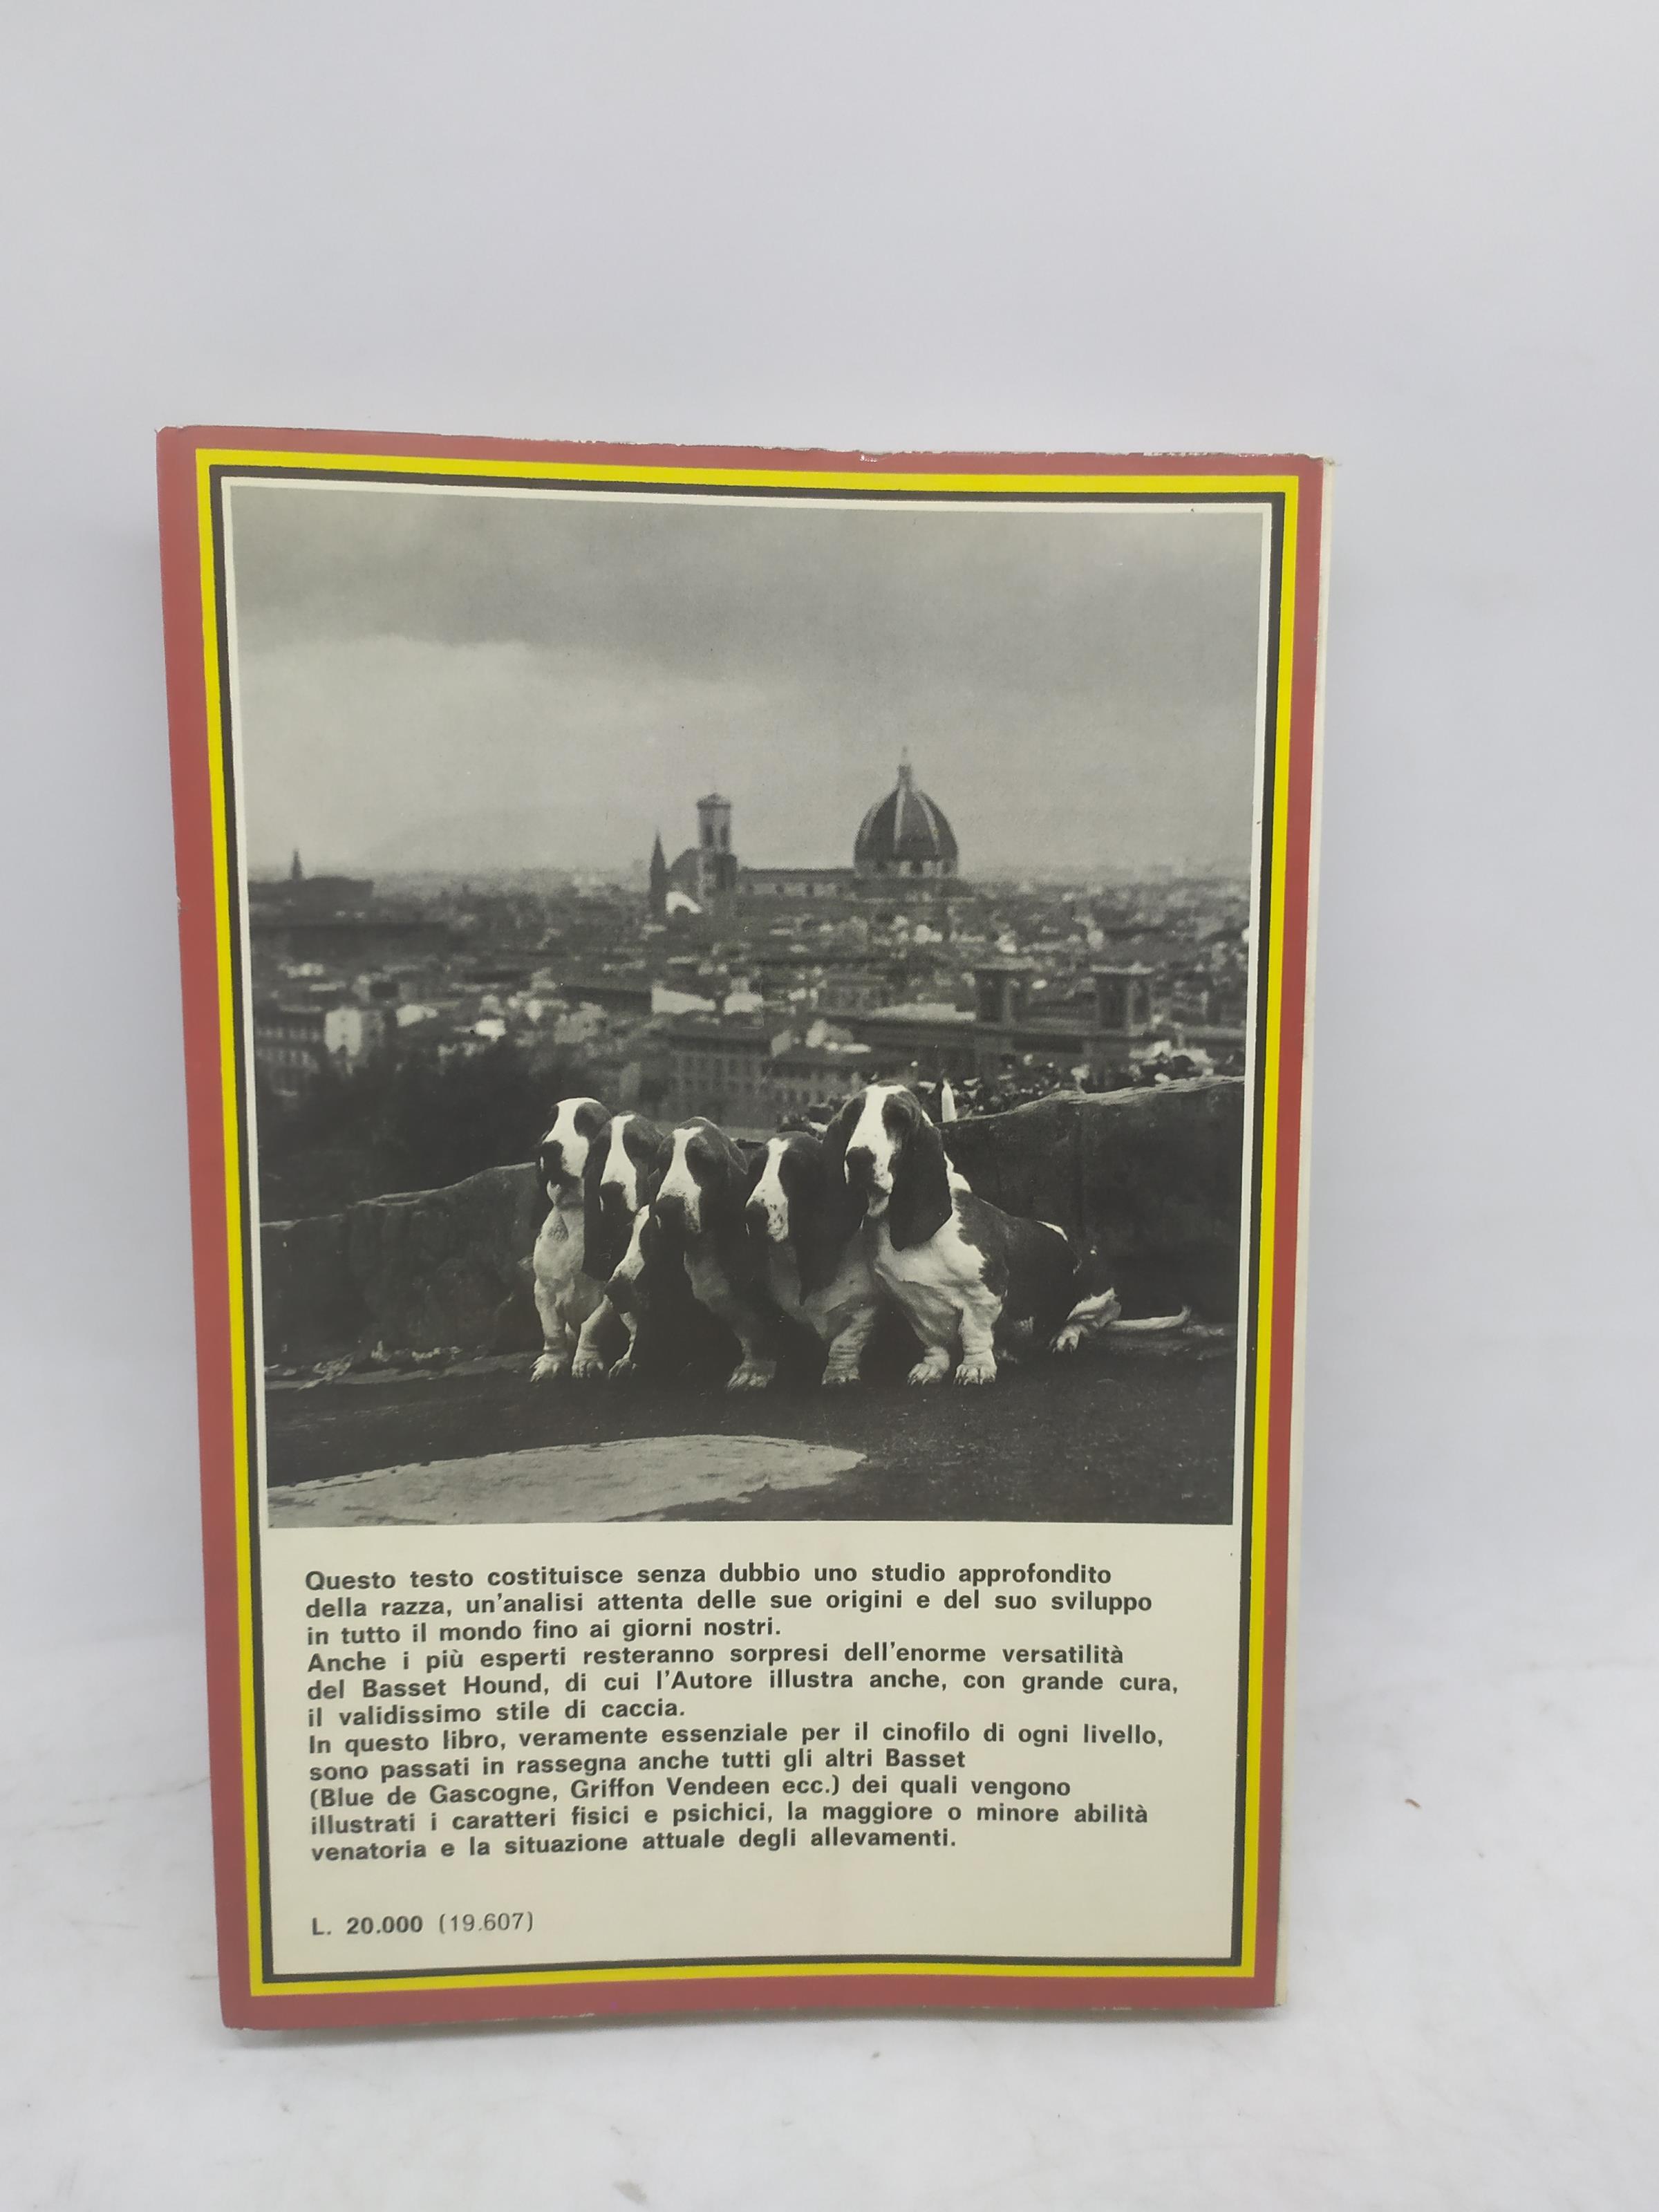 Questo testo costituisce senza dubbio uno studio approfondito
della razza, un'analisi attenta delle sue origini e del suo sviluppo
in tutto il mondo fino ai giorni nostri.
Anche i più esperti resteranno sorpresi dell'enorme versatilità
del Basset Hound, di cui l'Autore illustra anche, con grande cura,
il validissimo stile di caccia.
In questo libro, veramente essenziale per il cinofilo di ogni livello,
sono passati in rassegna anche tutti gli altri Basset
(Blue de Gascogne, Griffon Vendeen ecc.) dei quali vengono
illustrati i caratteri fisici e psichici, la maggiore o minore abilità
venatoria e la situazione attuale degli allevamenti.
L. 20.000 (19.607)